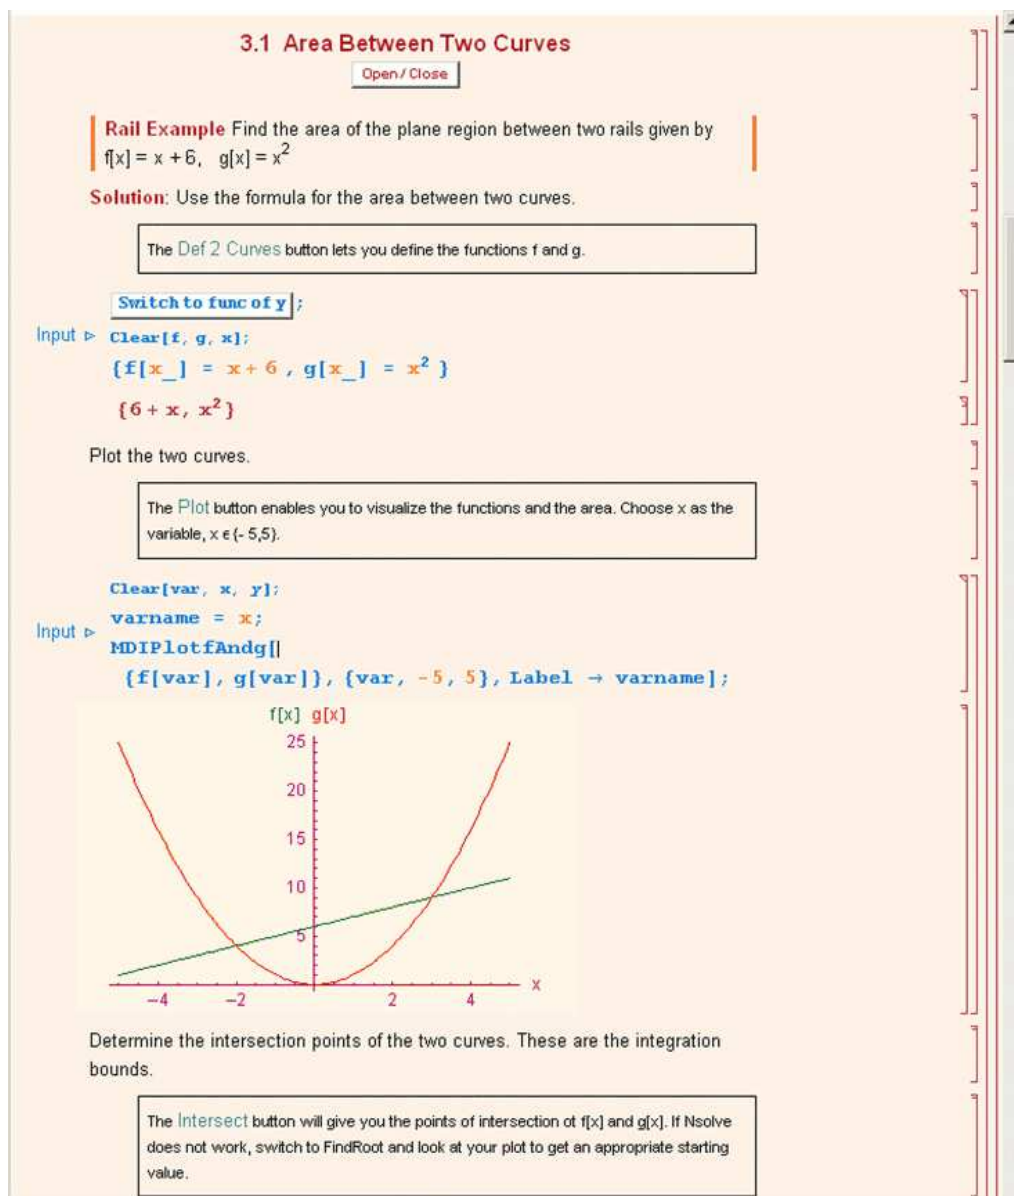 3.1 Area Between Two Curves
Open / Close
Rail Example Find the area of the plane region between two rails given by
f[x] = x + 6, g[x] = x²
Solution: Use the formula for the area between two curves.
The Def 2 Curves button lets you define the functions f and g.
Switch to func of y ;
Input ▹ Clear[f, g, x];
{f[x_] = x + 6 , g[x_] = x² }
{6 + x, x²}
Plot the two curves.
The Plot button enables you to visualize the functions and the area. Choose x as the
variable, x ϵ {- 5,5}.
Clear[var, x, y];
varname = x;
Input ▹
MDIPlotfAndg[
{f[var], g[var]}, {var, -5, 5}, Label → varname];
f[x] g[x]
25
20
15
10
5
-4 -2 2 4 x
Determine the intersection points of the two curves. These are the integration
bounds.
The Intersect button will give you the points of intersection of f[x] and g[x]. If Nsolve
does not work, switch to FindRoot and look at your plot to get an appropriate starting
value.